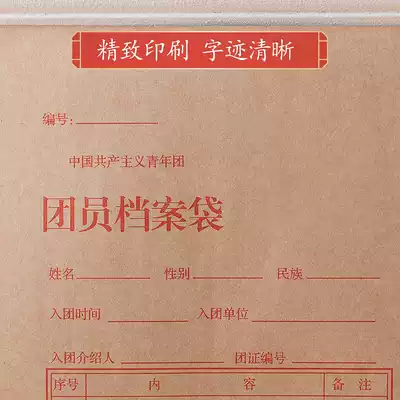 精致印刷 字迹清晰
编号:
中国共产主义青年团
团员档案袋
姓名 性别 民族
入团时间 入团单位
入团介绍人 团证编号
序号 内 容 备 注